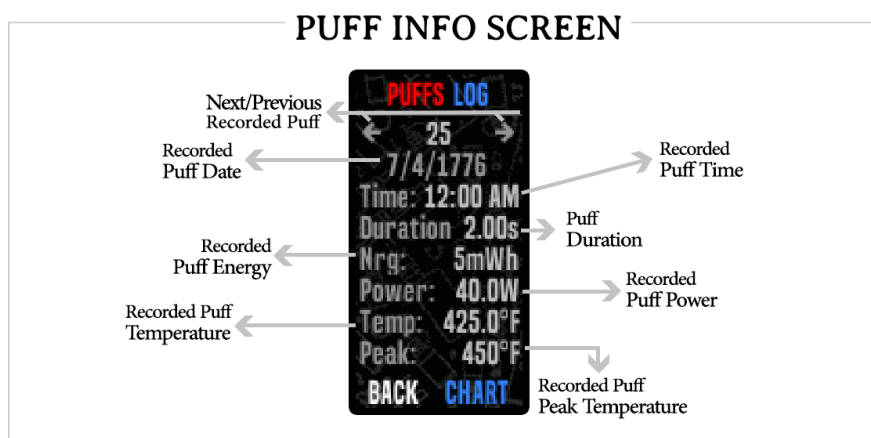 PUFF INFO SCREEN
PUFFS LOG
Next/Previous
Recorded Puff
25
Recorded
Puff Date
7/4/1776
Recorded
Puff Time
Time: 12:00 AM
Duration 2.00s
Puff
Duration
Recorded
Puff Energy
Nrg: 5mWh
Power: 40.0W
Recorded
Puff Power
Recorded Puff
Temperature
Temp: 425.0°F
Peak: 450°F
Recorded Puff
Peak Temperature
BACK CHART